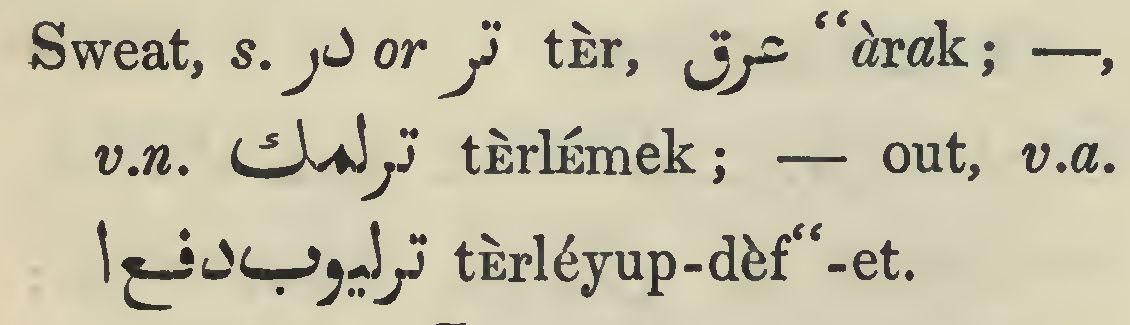 Sweat, s. در or تر tÈr, عرق “àrak; —,
v.n. ترلمك tÈrlÉmek; — out, v.a.
ترليوب دفع ا tÈrléyup-dèf“-et.